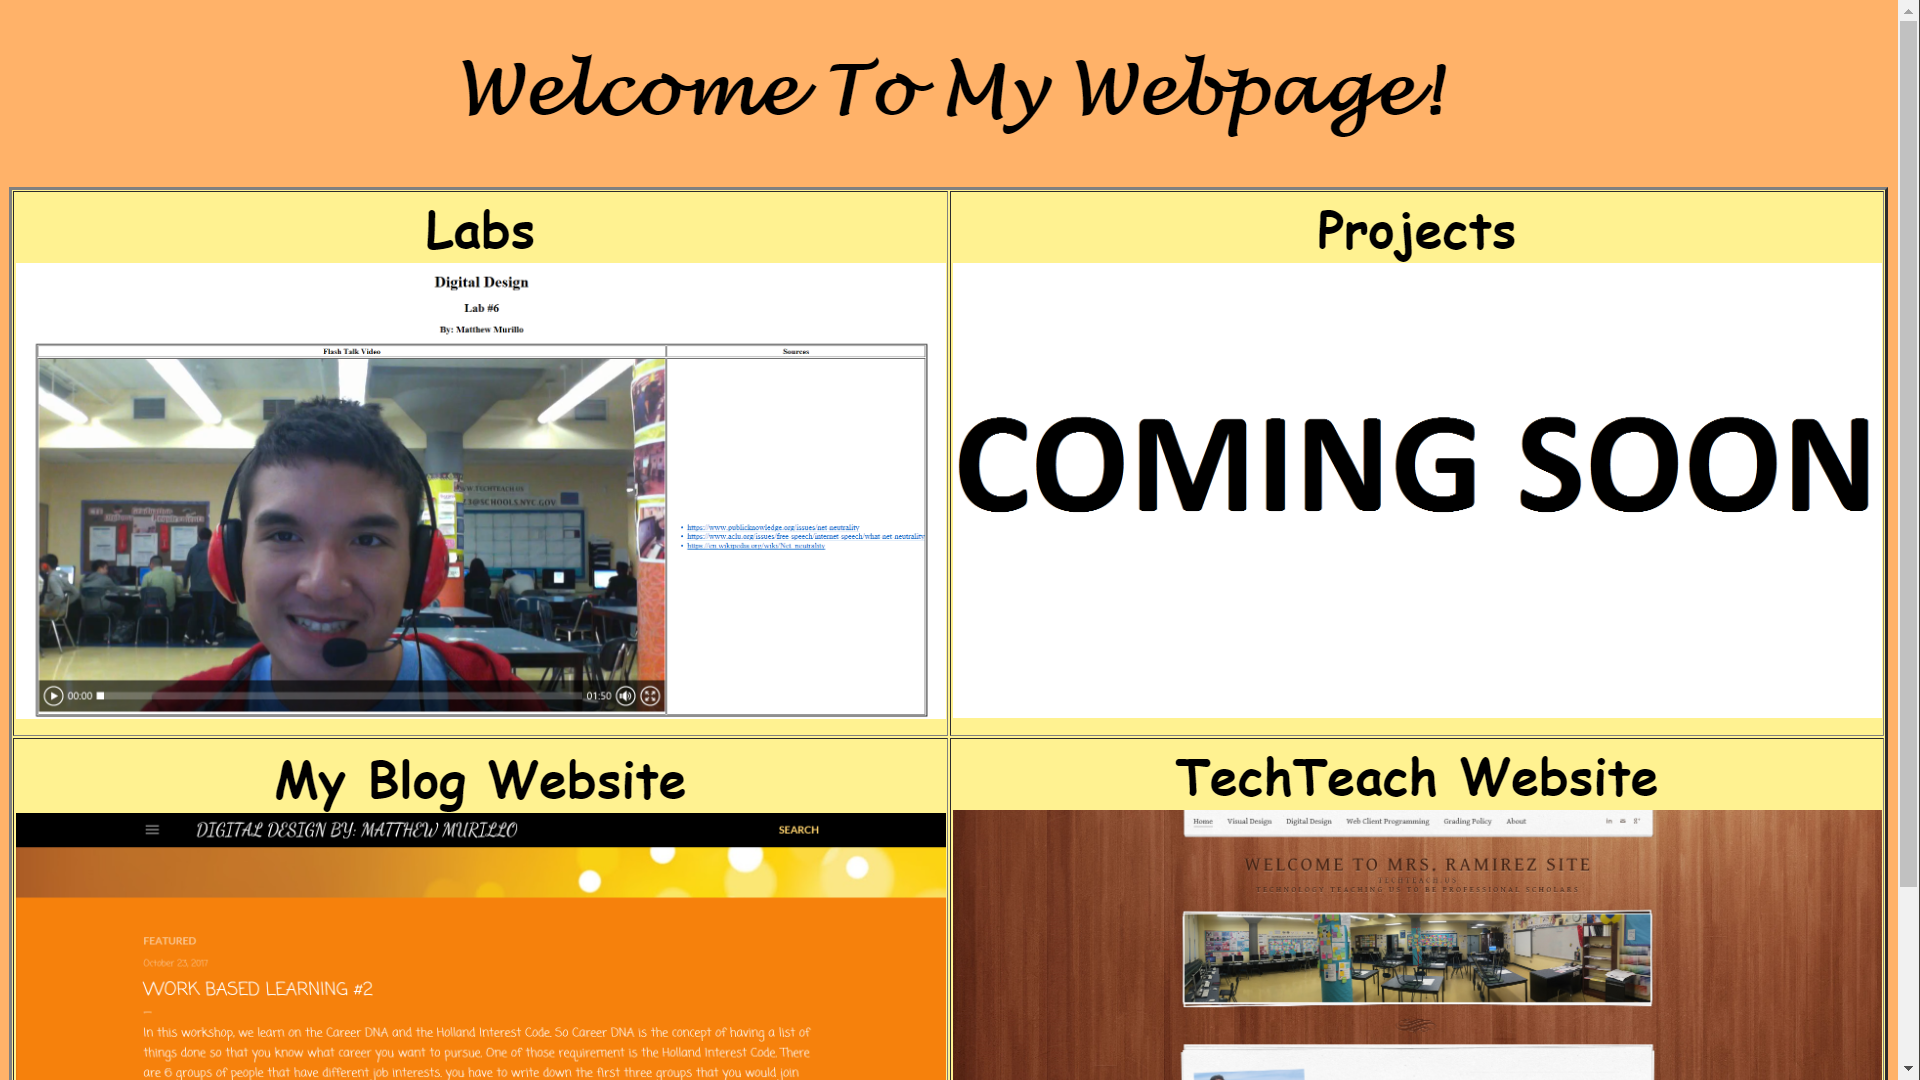 Welcome To My Webpage!
Labs
Digital Design
Lab #6
By: Matthew Murillo
Flash Talk Video
Sources
WWW.TECHTEACH.US
@SCHOOLS.NYC.GOV
https://www.publicknowledge.org/issues/net-neutrality
https://www.aclu.org/issues/free-speech/internet-speech/what-net-neutrality
https://en.wikipedia.org/wiki/Net_neutrality
00:00
01:50
Projects
COMING SOON
My Blog Website
DIGITAL DESIGN BY: MATTHEW MURILLO
SEARCH
FEATURED
October 23, 2017
WORK BASED LEARNING #2
In this workshop, we learn on the Career DNA and the Holland Interest Code. So Career DNA is the concept of having a list of
things done so that you know what career you want to pursue. One of those requirement is the Holland Interest Code. There
are 6 groups of people that have different job interests, you have to write down the first three groups that you would join
TechTeach Website
Home Visual Design Digital Design Web Client Programming Grading Policy About
WELCOME TO MRS. RAMIREZ SITE
TECHTEACH.US
TECHNOLOGY TEACHING US TO BE PROFESSIONAL SCHOLARS